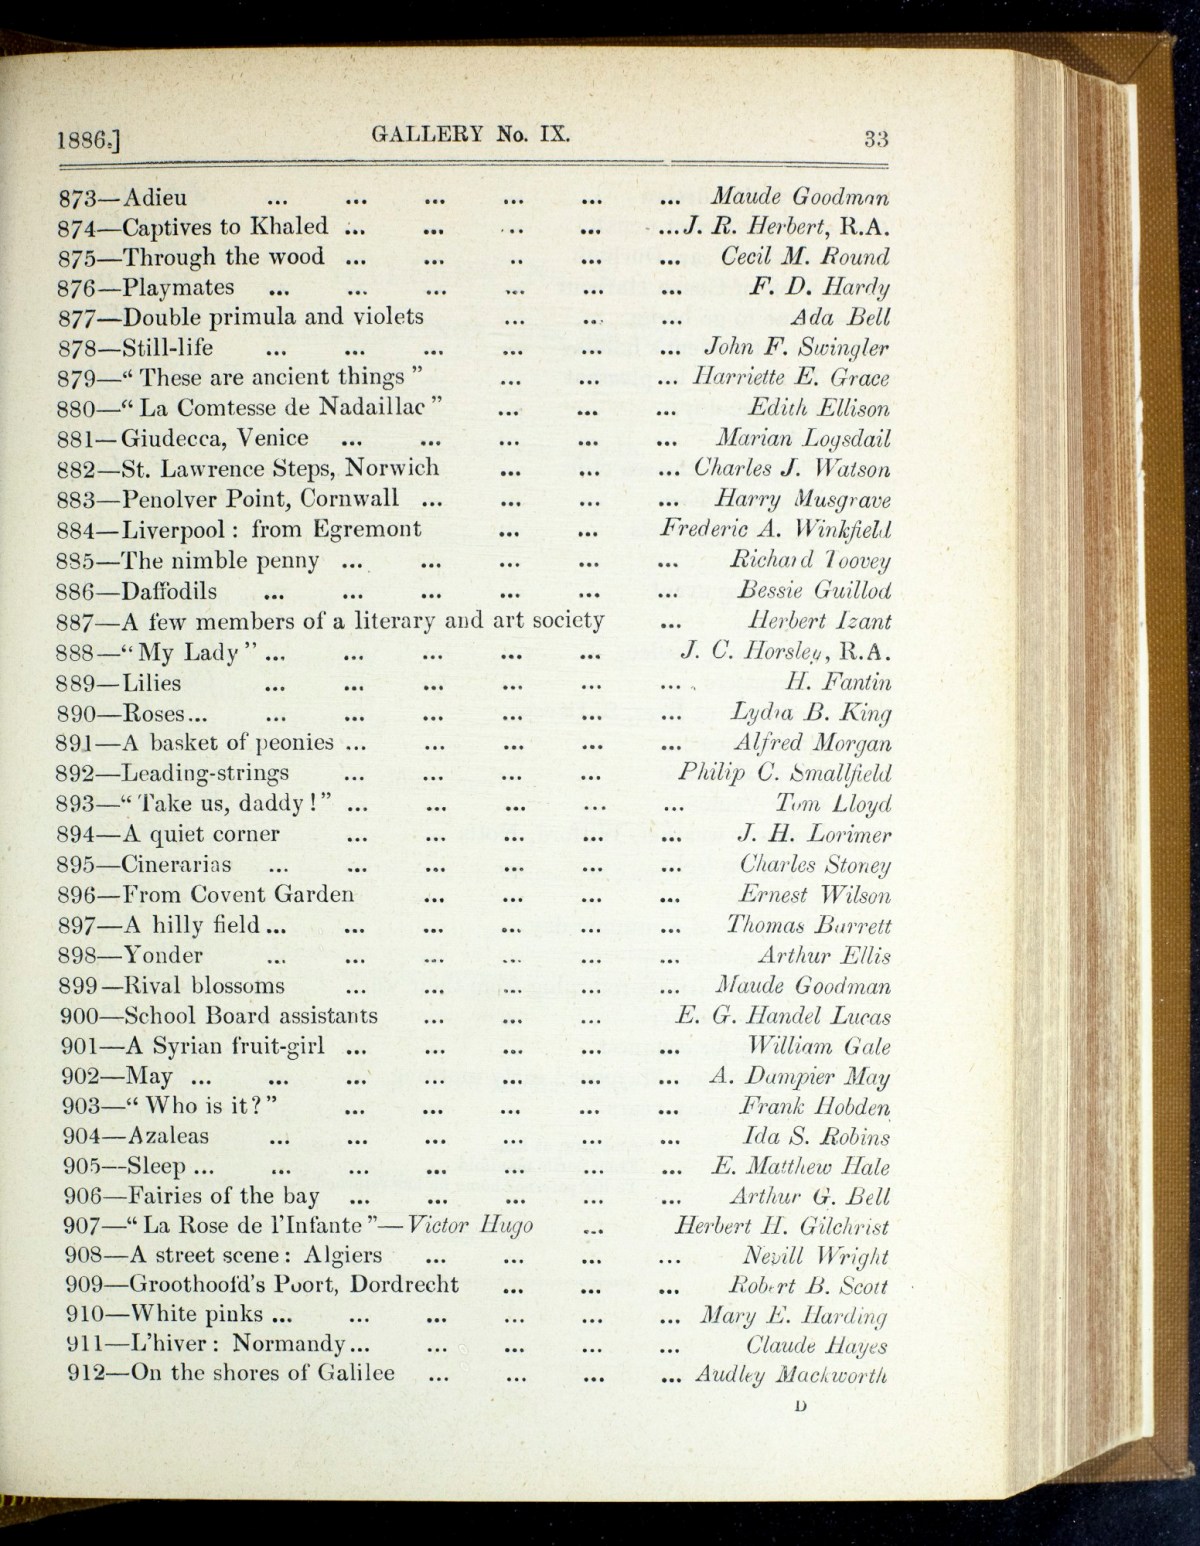 1886.] GALLERY No. IX. 33
873—Adieu ... ... ... ... ... ... Maude Goodman
874—Captives to Khaled ... ... ... ... ... J. R. Herbert, R.A.
875—Through the wood ... ... .. ... ... Cecil M. Round
876—Playmates ... ... ... ... ... ... F. D. Hardy
877—Double primula and violets ... ... ... Ada Bell
878—Still-life ... ... ... ... ... ... John F. Swingler
879—“ These are ancient things ” ... ... ... Harriette E. Grace
880—“ La Comtesse de Nadaillac ” ... ... ... Edith Ellison
881—Giudecca, Venice ... ... ... ... ... Marian Logsdail
882—St. Lawrence Steps, Norwich ... ... ... Charles J. Watson
883—Penolver Point, Cornwall ... ... ... ... Harry Musgrave
884—Liverpool : from Egremont ... ... Frederic A. Winkfield
885—The nimble penny ... ... ... ... ... Richard Toovey
886—Daffodils ... ... ... ... ... ... Bessie Guillod
887—A few members of a literary and art society ... Herbert Izant
888—“ My Lady ” ... ... ... ... ... J. C. Horsley, R.A.
889—Lilies ... ... ... ... ... ... H. Fantin
890—Roses... ... ... ... ... ... ... Lydia B. King
891—A basket of peonies ... ... ... ... ... Alfred Morgan
892—Leading-strings ... ... ... ... Philip C. Smallfield
893—“ Take us, daddy ! ” ... ... ... ... ... Tom Lloyd
894—A quiet corner ... ... ... ... ... J. H. Lorimer
895—Cinerarias ... ... ... ... ... ... Charles Stoney
896—From Covent Garden ... ... ... ... Ernest Wilson
897—A hilly field... ... ... ... ... ... Thomas Barrett
898—Yonder ... ... ... ... ... ... Arthur Ellis
899—Rival blossoms ... ... ... ... ... Maude Goodman
900—School Board assistants ... ... ... E. G. Handel Lucas
901—A Syrian fruit-girl ... ... ... ... ... William Gale
902—May ... ... ... ... ... ... ... A. Dampier May
903—“ Who is it ? ” ... ... ... ... ... Frank Hobden
904—Azaleas ... ... ... ... ... ... Ida S. Robins
905—Sleep ... ... ... ... ... ... ... E. Matthew Hale
906—Fairies of the bay ... ... ... ... ... Arthur G. Bell
907—“ La Rose de l’Infante ”—Victor Hugo ... Herbert H. Gilchrist
908—A street scene : Algiers ... ... ... ... Nevill Wright
909—Groothoofd’s Poort, Dordrecht ... ... ... Robert B. Scott
910—White pinks ... ... ... ... ... ... Mary E. Harding
911—L’hiver : Normandy... ... ... ... ... Claude Hayes
912—On the shores of Galilee ... ... ... ... Audley Mackworth
D